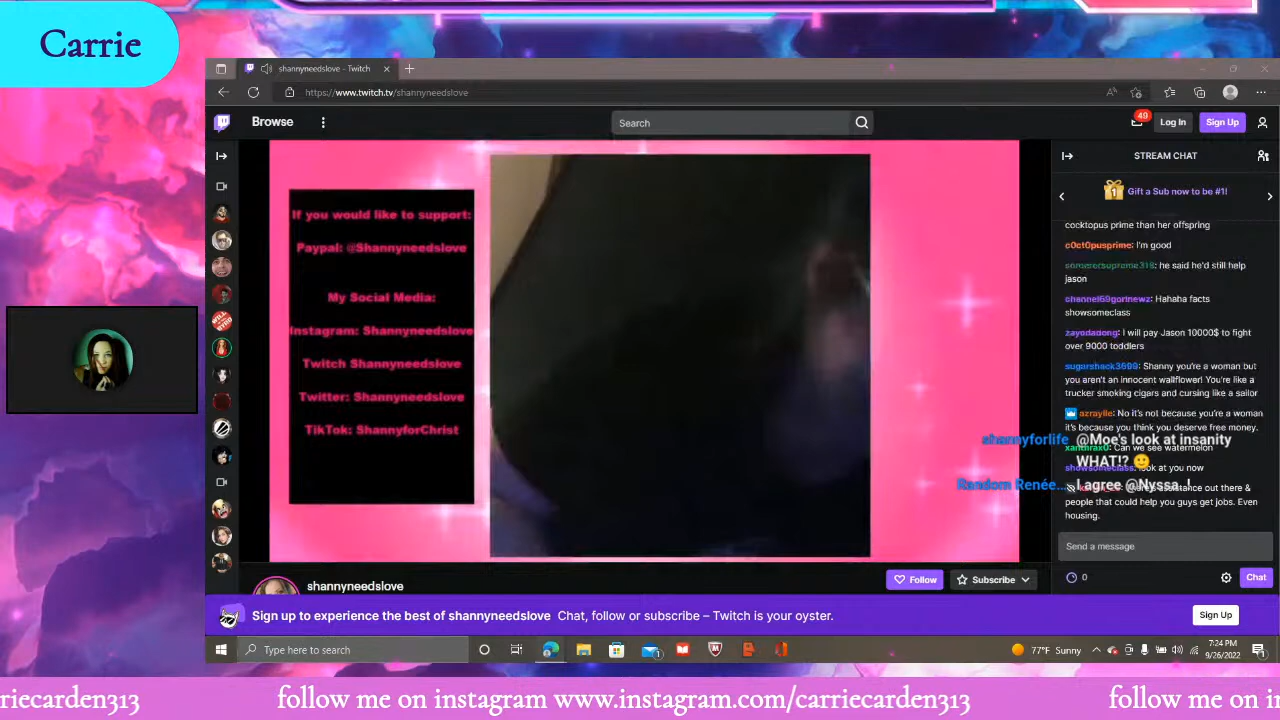 Carrie
shannyneedslove - Twitch
https://www.twitch.tv/shannyneedslove
Browse
Search
49
Log In
Sign Up
STREAM CHAT
Gift a Sub now to be #1!
If you would like to support:
Paypal: @Shannyneedslove
My Social Media:
Instagram: Shannyneedslove
Twitch Shannyneedslove
Twitter: Shannyneedslove
TikTok: ShannyforChrist
cocktopus prime than her offspring
c0ct0pusprime: I'm good
he said he'd still help
jason
channel69gorinewz: Hahaha facts
showsomeclass
I will pay Jason 10000$ to fight
over 9000 toddlers
sugarshack3699: Shanny you're a woman but
you aren't an innocent wallflower! You're like a
trucker smoking cigars and cursing like a sailor
azraylle: No it's not because you're a woman
it's because you think you deserve free money.
xanthrax0: Can we see watermelon
showsomeclass: look at you now
assistance out there &
people that could help you guys get jobs. Even
housing.
shannyforlife @Moe's look at insanity
WHAT!? 🙂
Random Renée... I agree @Nyssa. !
Send a message
0
Chat
shannyneedslove
Follow
Subscribe
Sign up to experience the best of shannyneedslove Chat, follow or subscribe – Twitch is your oyster.
Sign Up
Type here to search
77°F Sunny
7:24 PM
9/26/2022
riecarden313 follow me on instagram www.instagram.com/carriecarden313 follow me on i